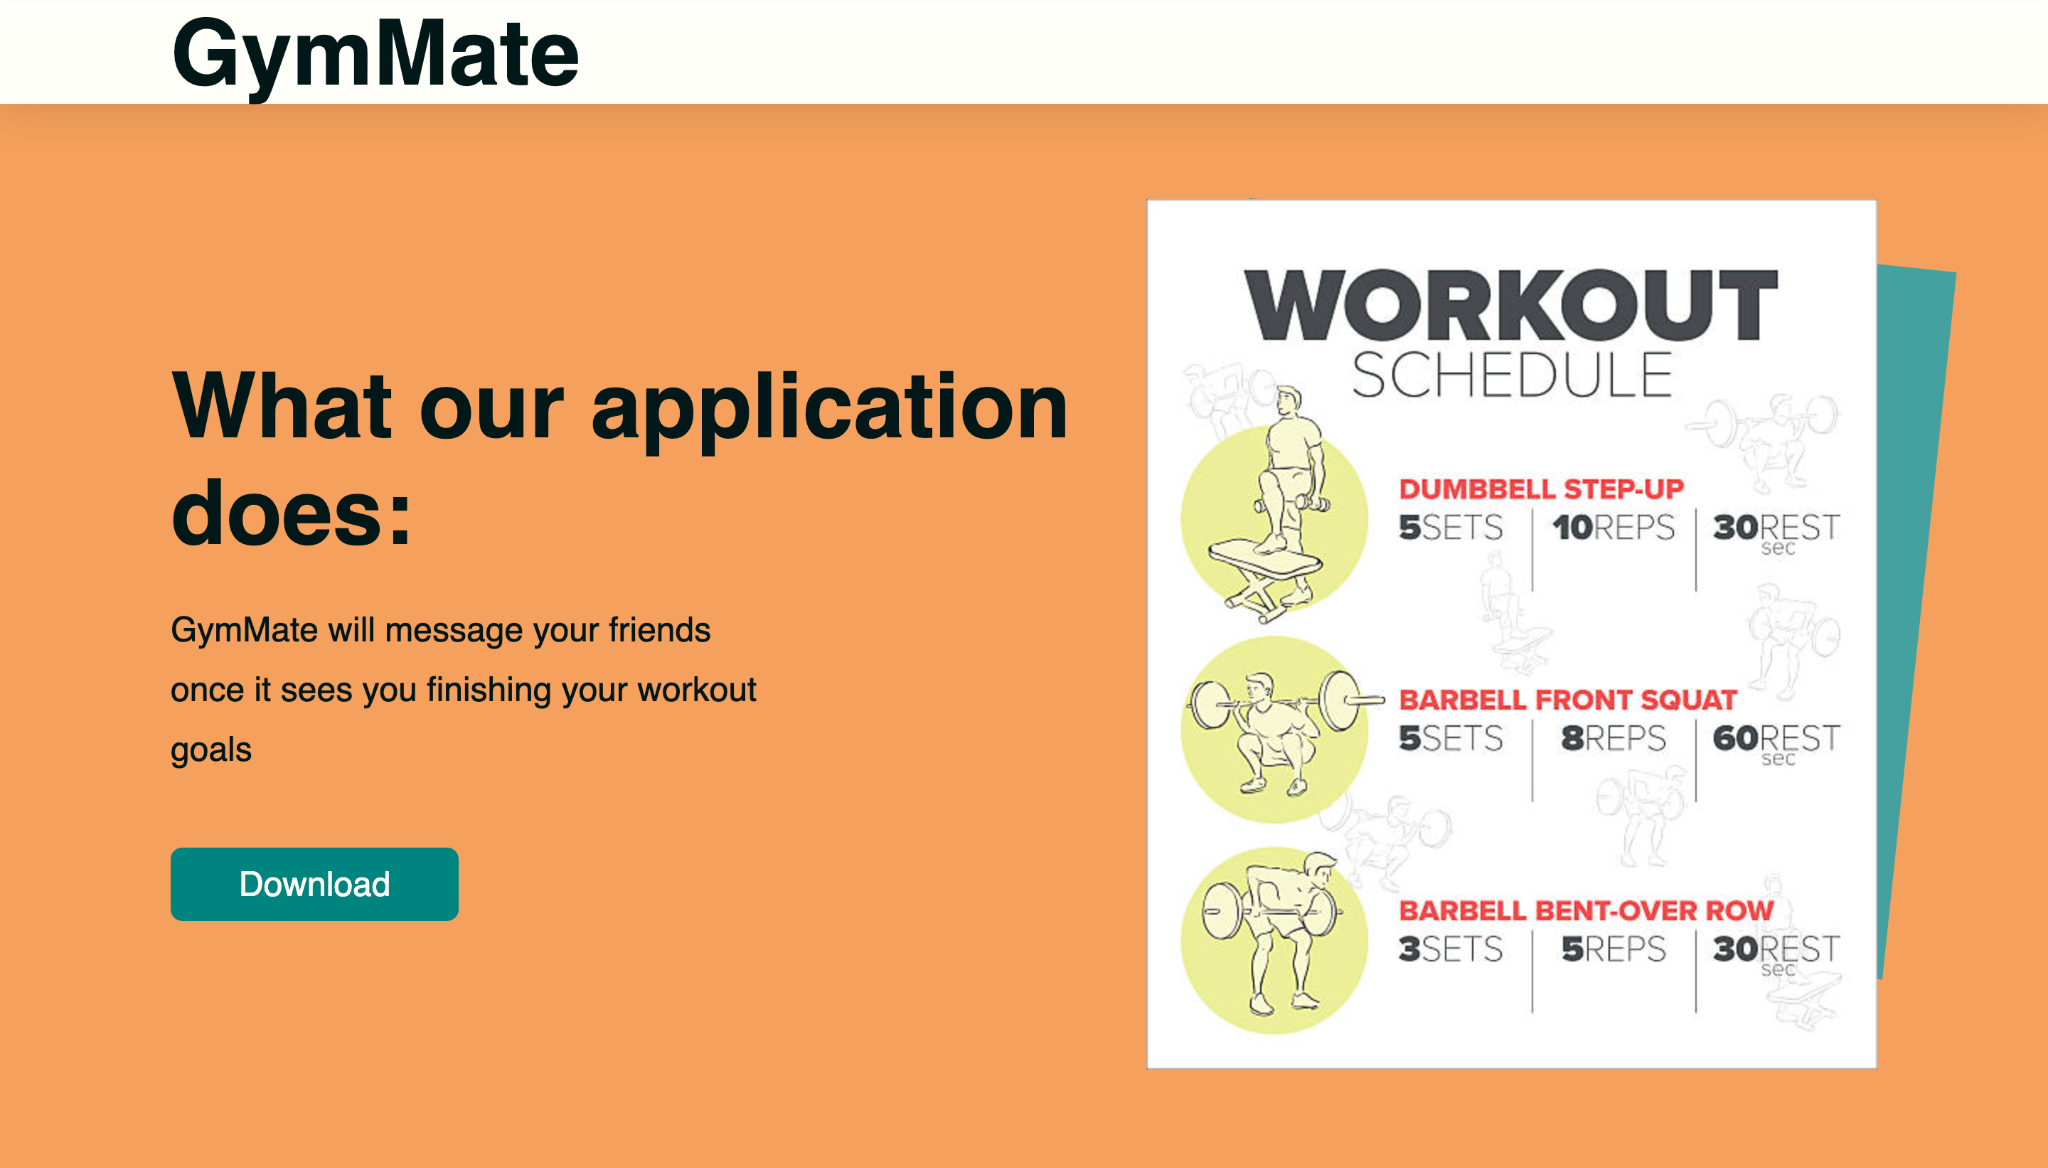 GymMate
What our application
does:
GymMate will message your friends
once it sees you finishing your workout
goals
Download
WORKOUT
SCHEDULE
DUMBBELL STEP-UP
5SETS 10REPS 30REST
sec
BARBELL FRONT SQUAT
5SETS 8REPS 60REST
sec
BARBELL BENT-OVER ROW
3SETS 5REPS 30REST
sec